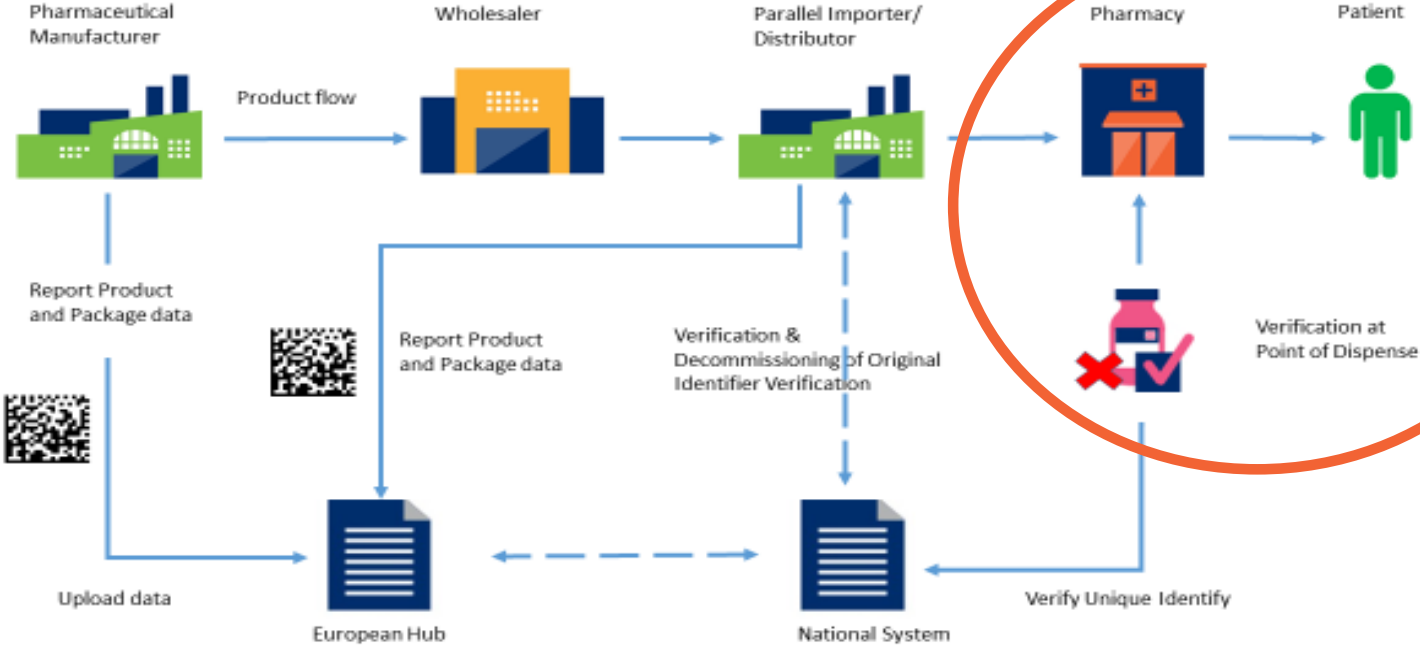 Pharmaceutical
Manufacturer
Wholesaler
Parallel Importer/
Distributor
Pharmacy
Patient
Product flow
Report Product
and Package data
Report Product
and Package data
Verification &
Decommissioning of Original
Identifier Verification
Verification at
Point of Dispense
Upload data
Verify Unique Identify
European Hub
National System